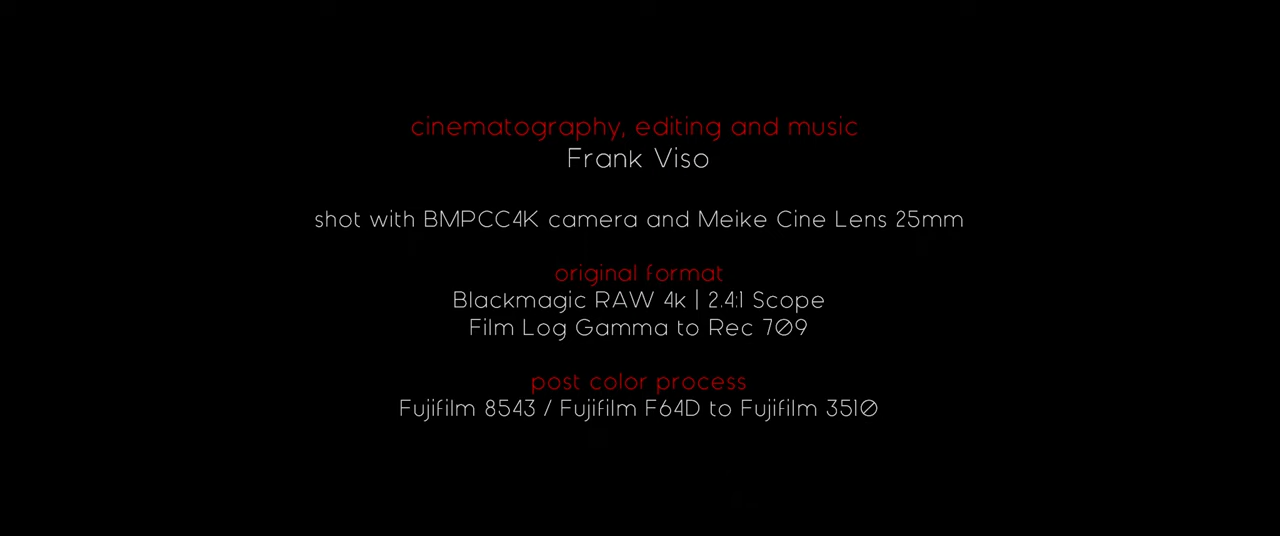 cinematography, editing and music
Frank Viso
shot with BMPCC4K camera and Meike Cine Lens 25mm
original format
Blackmagic RAW 4k | 2.4:1 Scope
Film Log Gamma to Rec 709
post color process
Fujifilm 8543 / Fujifilm F64D to Fujifilm 3510